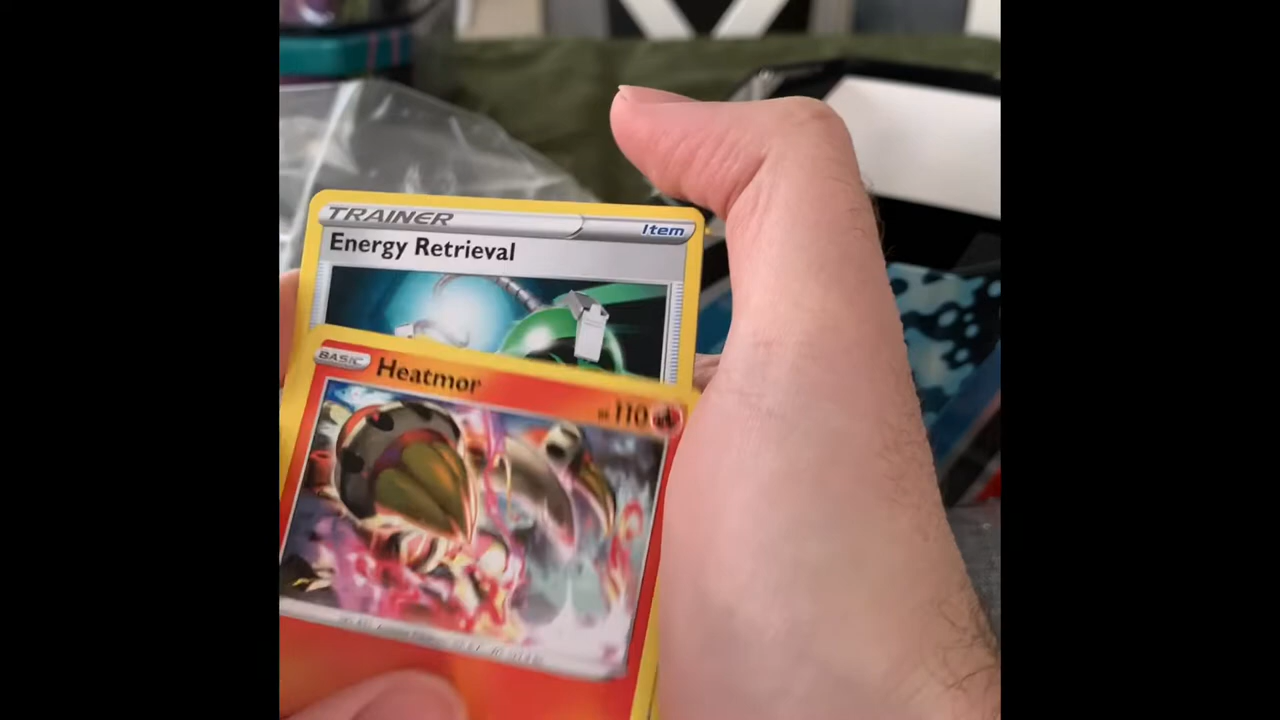 TRAINER
Item
Energy Retrieval
BASIC
Heatmor
HP 110